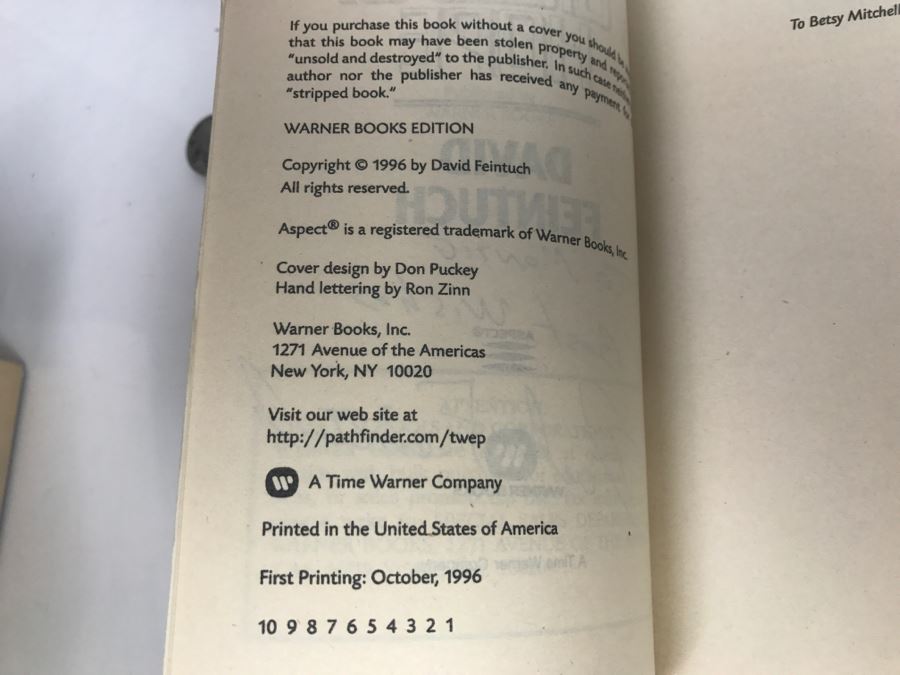 If you purchase this book without a cover you should be
that this book may have been stolen property and
"unsold and destroyed" to the publisher. In such case neither
author nor the publisher has received any payment for
"stripped book."
WARNER BOOKS EDITION
Copyright © 1996 by David Feintuch
All rights reserved.
Aspect® is a registered trademark of Warner Books, Inc.
Cover design by Don Puckey
Hand lettering by Ron Zinn
Warner Books, Inc.
1271 Avenue of the Americas
New York, NY 10020
Visit our web site at
http://pathfinder.com/twep
A Time Warner Company
Printed in the United States of America
First Printing: October, 1996
10 9 8 7 6 5 4 3 2 1
To Betsy Mitchell